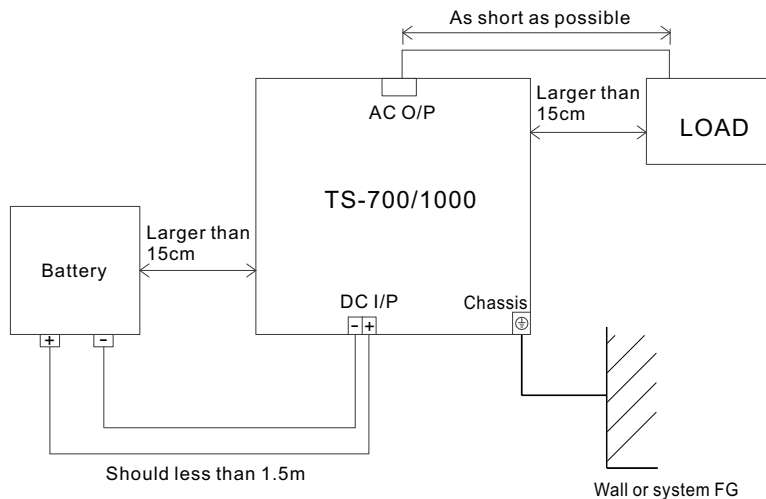 As short as possible
AC O/P
Larger than
15cm
LOAD
TS-700/1000
Larger than
15cm
Battery
DC I/P
Chassis
- +
+ -
Should less than 1.5m
Wall or system FG